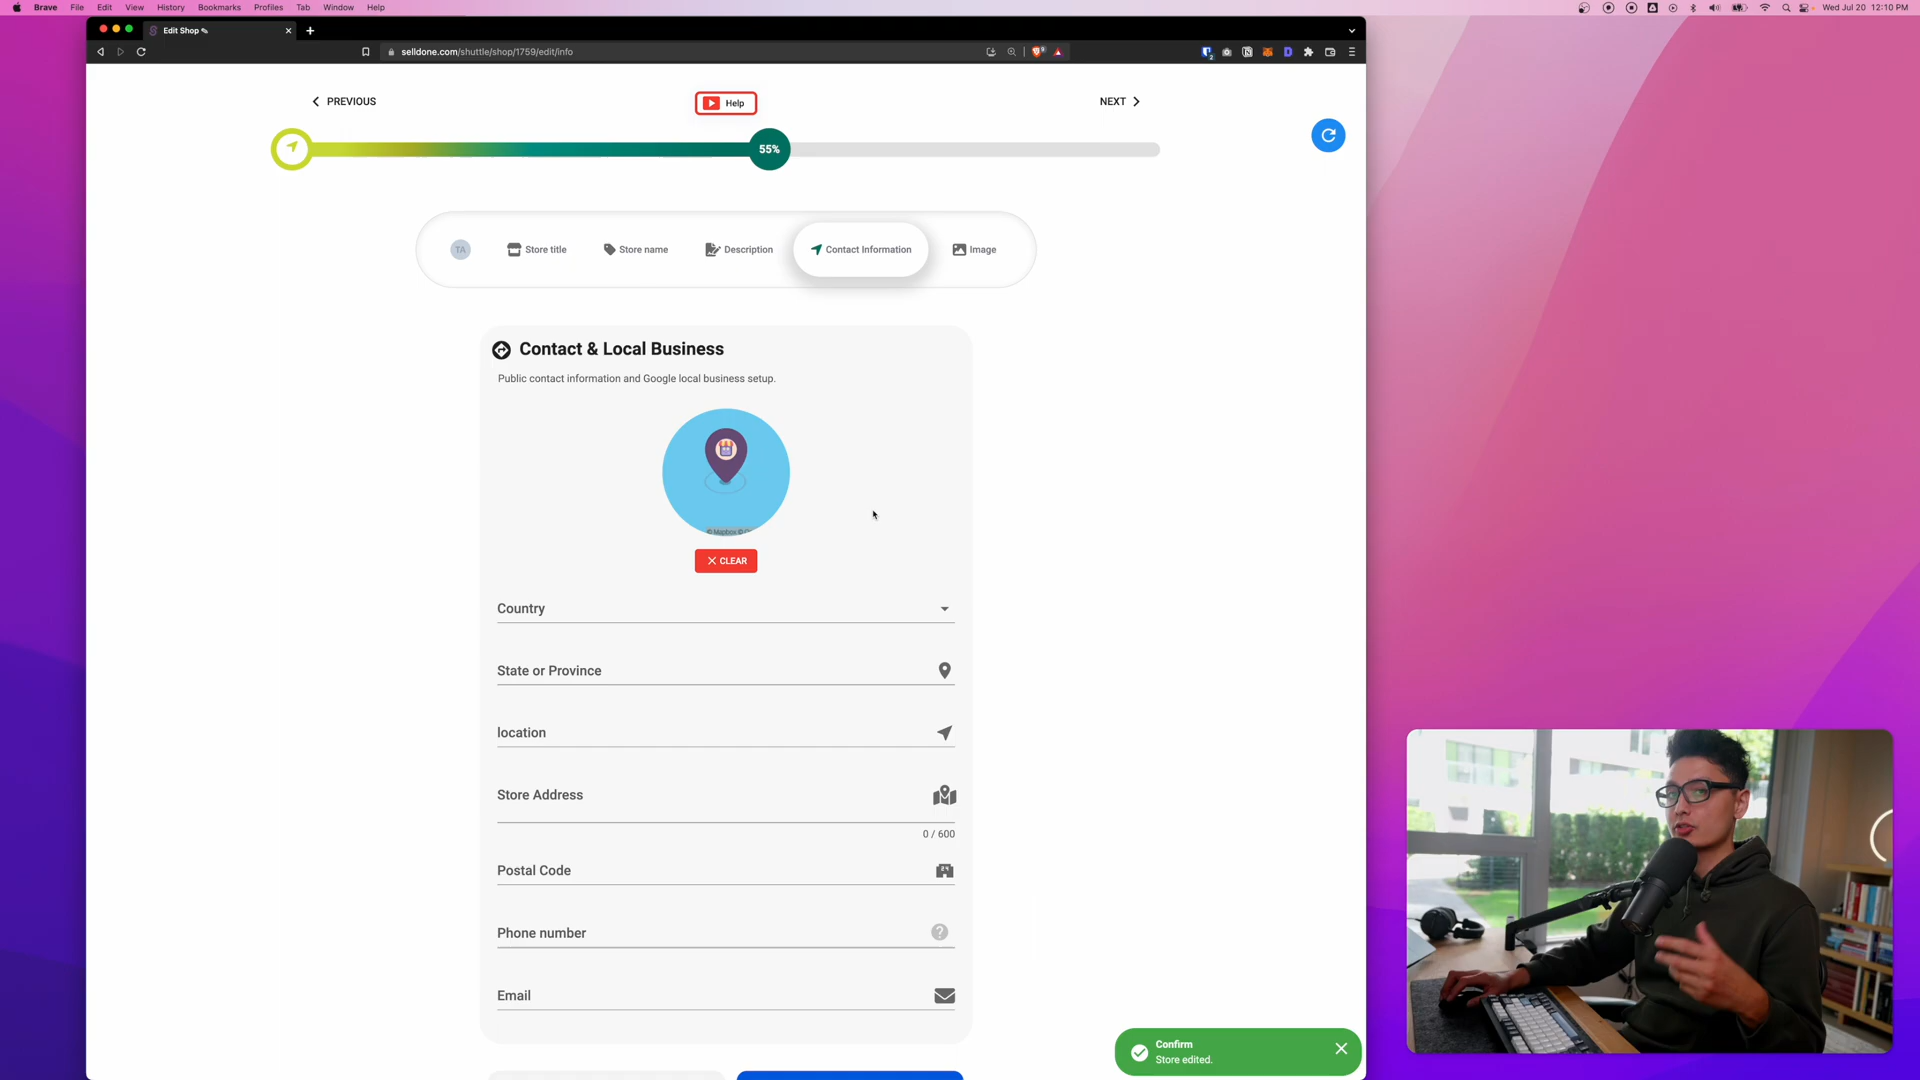 Brave File Edit View History Bookmarks Profiles Tab Window Help Wed Jul 20 12:10 PM
Edit Shop ✎
selldone.com/shuttle/shop/1759/edit/info
PREVIOUS Help NEXT
55%
TA Store title Store name Description Contact Information Image
Contact & Local Business
Public contact information and Google local business setup.
© Mapbox ©
CLEAR
Country
State or Province
location
Store Address
0 / 600
Postal Code
Phone number
Email
Confirm
Store edited.